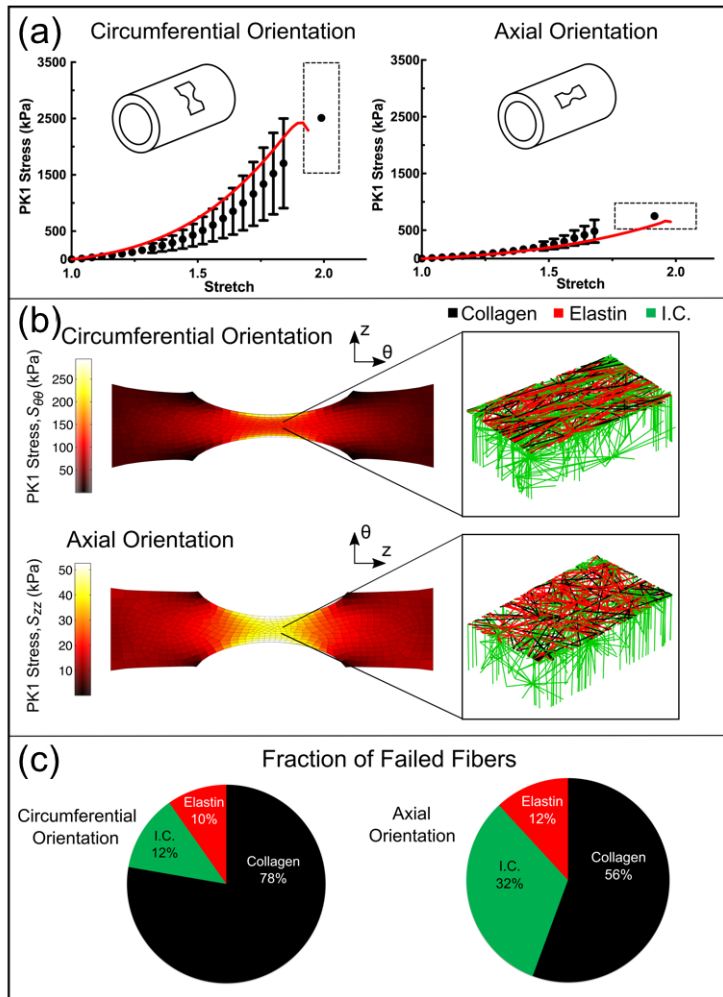 (a)
Circumferential Orientation
Axial Orientation
PK1 Stress (kPa)
3500
2500
1500
500
0
1.0
1.5
2.0
Stretch
PK1 Stress (kPa)
3500
2500
1500
500
0
1.0
1.5
2.0
Stretch
(b)
Collagen Elastin I.C.
Circumferential Orientation
z
θ
PK1 Stress, Sθθ (kPa)
250
200
150
100
50
Axial Orientation
θ
z
PK1 Stress, Szz (kPa)
50
40
30
20
10
(c)
Fraction of Failed Fibers
Circumferential
Orientation
Elastin
10%
I.C.
12%
Collagen
78%
Axial
Orientation
Elastin
12%
I.C.
32%
Collagen
56%